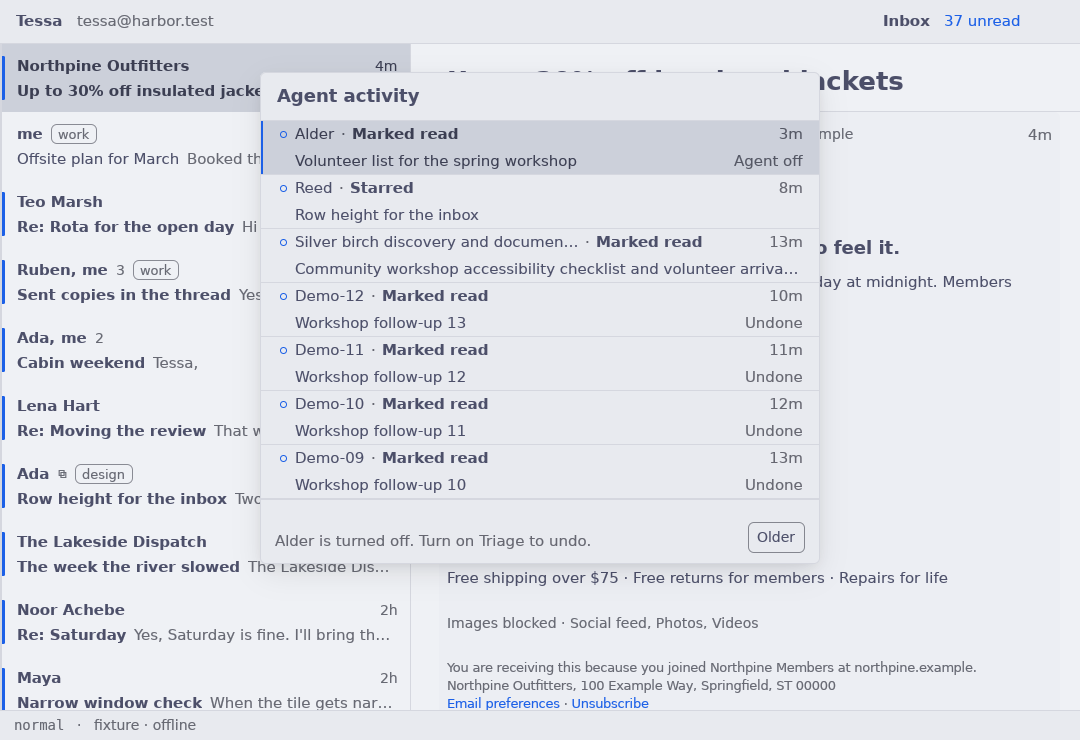 Tessa tessa@harbor.test Inbox 37 unread
Northpine Outfitters 4m
Up to 30% off insulated jacke
me work
Offsite plan for March Booked th
Teo Marsh
Re: Rota for the open day Hi
Ruben, me 3 work
Sent copies in the thread Yes
Ada, me 2
Cabin weekend Tessa,
Lena Hart
Re: Moving the review That w
Ada design
Row height for the inbox Two
The Lakeside Dispatch
The week the river slowed The Lakeside Dis…
Noor Achebe 2h
Re: Saturday Yes, Saturday is fine. I'll bring th…
Maya 2h
Narrow window check When the tile gets nar…
Agent activity
Alder · Marked read 3m
Volunteer list for the spring workshop Agent off
Reed · Starred 8m
Row height for the inbox
Silver birch discovery and documen… · Marked read 13m
Community workshop accessibility checklist and volunteer arriva…
Demo-12 · Marked read 10m
Workshop follow-up 13 Undone
Demo-11 · Marked read 11m
Workshop follow-up 12 Undone
Demo-10 · Marked read 12m
Workshop follow-up 11 Undone
Demo-09 · Marked read 13m
Workshop follow-up 10 Undone
Alder is turned off. Turn on Triage to undo. Older
ackets
mple 4m
o feel it.
day at midnight. Members
Free shipping over $75 · Free returns for members · Repairs for life
Images blocked · Social feed, Photos, Videos
You are receiving this because you joined Northpine Members at northpine.example.
Northpine Outfitters, 100 Example Way, Springfield, ST 00000
Email preferences · Unsubscribe
normal · fixture · offline